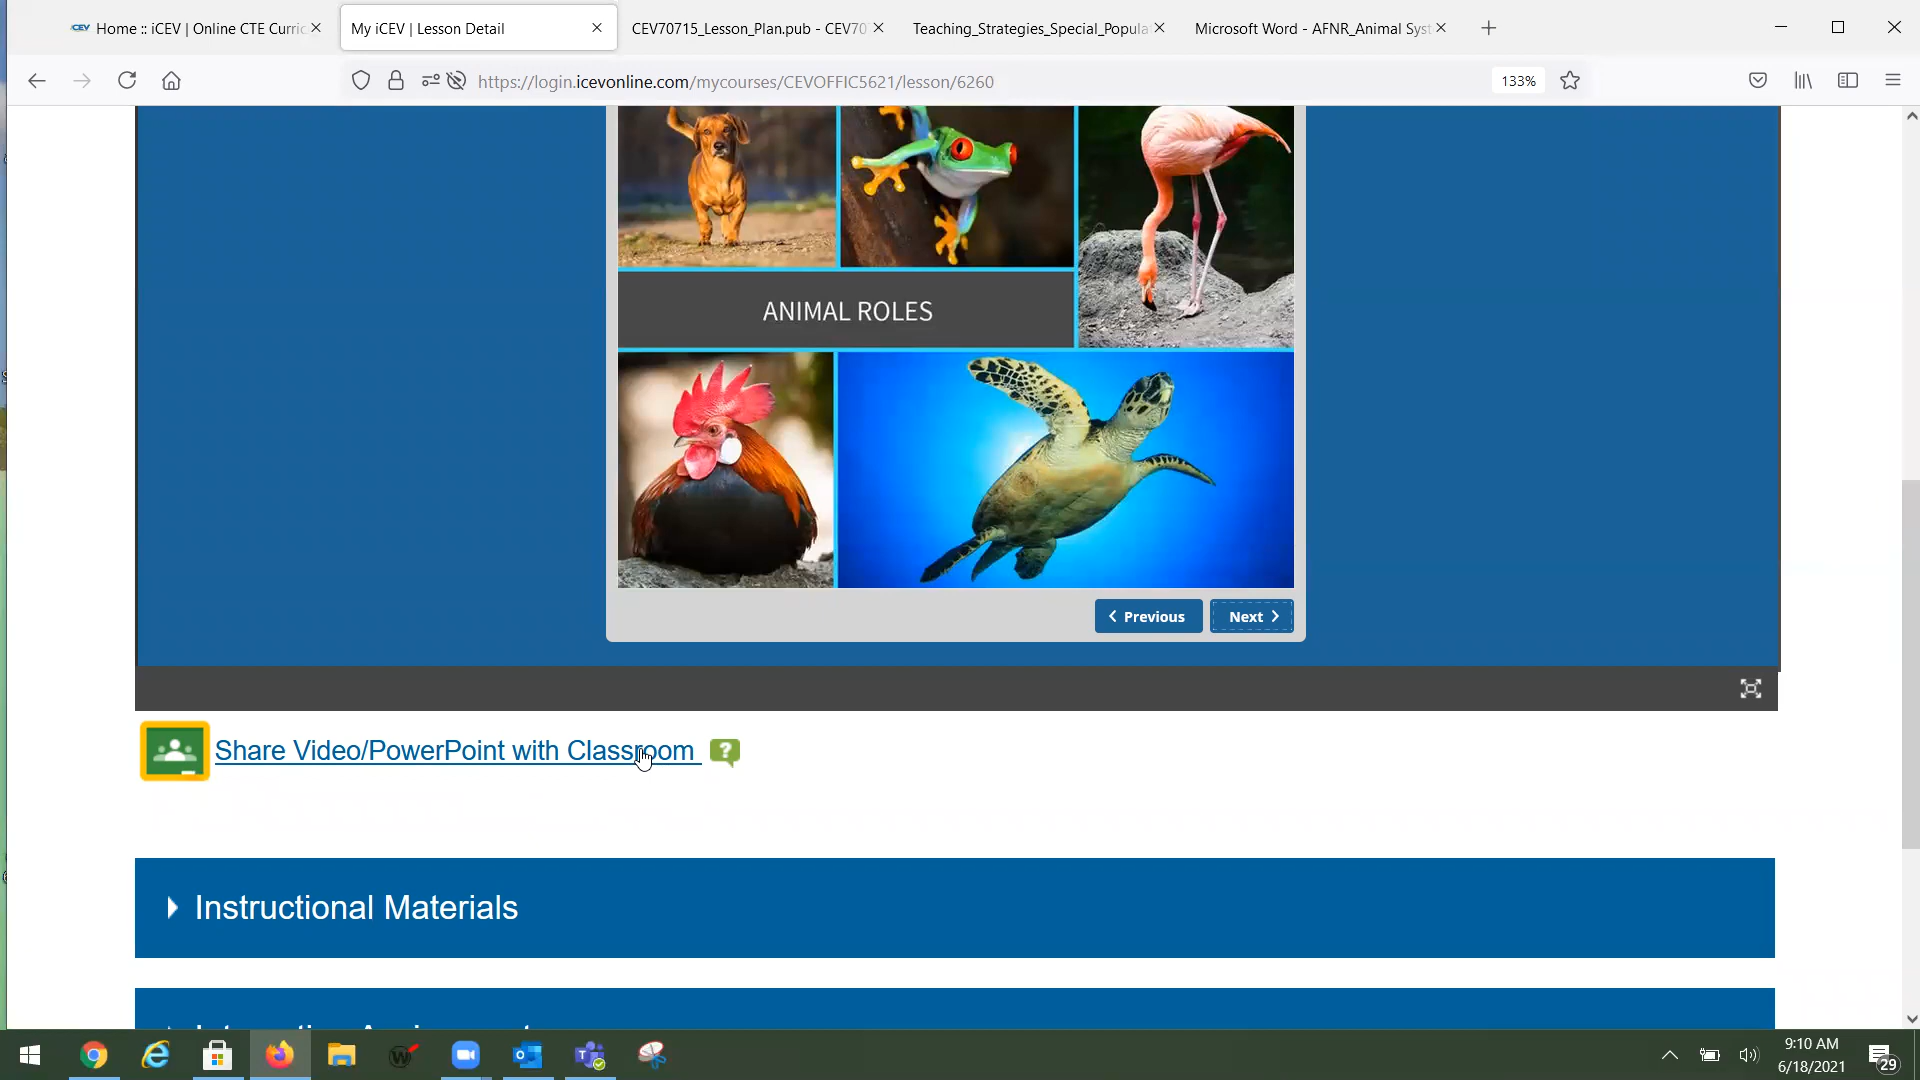 CEV Home :: iCEV | Online CTE Curric
My iCEV | Lesson Detail
CEV70715_Lesson_Plan.pub - CEV70
Teaching_Strategies_Special_Popula
Microsoft Word - AFNR_Animal Syst
https://login.icevonline.com/mycourses/CEVOFFIC5621/lesson/6260
133%
ANIMAL ROLES
Previous
Next
Share Video/PowerPoint with Classroom
?
Instructional Materials
9:10 AM
6/18/2021
29